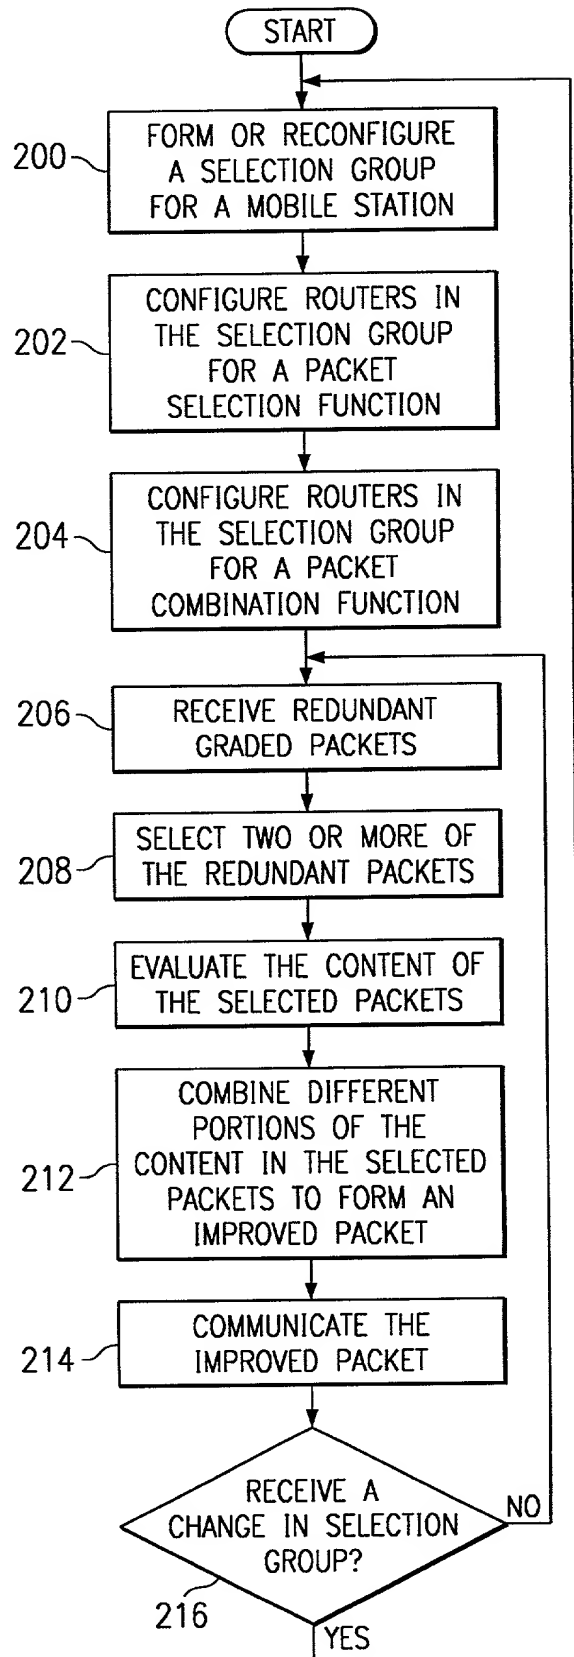 START
200
FORM OR RECONFIGURE
A SELECTION GROUP
FOR A MOBILE STATION
202
CONFIGURE ROUTERS IN
THE SELECTION GROUP
FOR A PACKET
SELECTION FUNCTION
204
CONFIGURE ROUTERS IN
THE SELECTION GROUP
FOR A PACKET
COMBINATION FUNCTION
206
RECEIVE REDUNDANT
GRADED PACKETS
208
SELECT TWO OR MORE OF
THE REDUNDANT PACKETS
210
EVALUATE THE CONTENT OF
THE SELECTED PACKETS
212
COMBINE DIFFERENT
PORTIONS OF THE
CONTENT IN THE SELECTED
PACKETS TO FORM AN
IMPROVED PACKET
214
COMMUNICATE THE
IMPROVED PACKET
RECEIVE A
CHANGE IN SELECTION
GROUP?
NO
216
YES